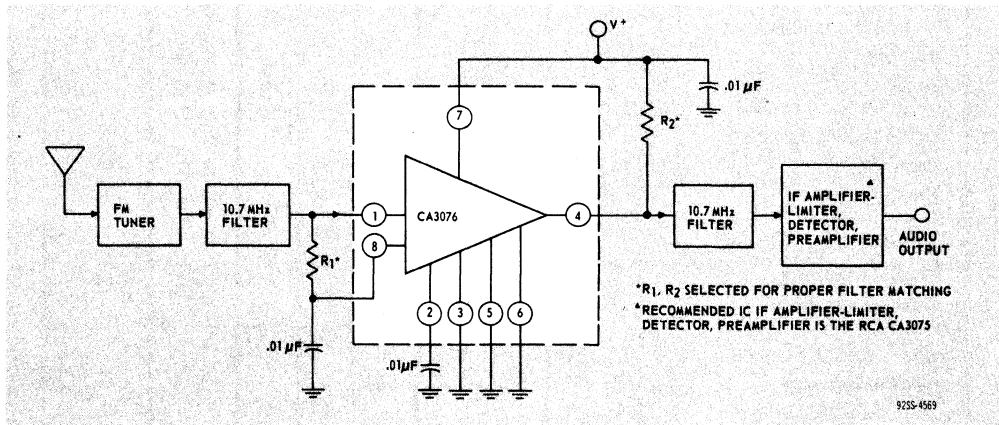 V+
.01 µF
7
R2*
FM
TUNER
10.7 MHz
FILTER
1
CA3076
4
10.7 MHz
FILTER
IF AMPLIFIER-▲
LIMITER,
DETECTOR,
PREAMPLIFIER
AUDIO
OUTPUT
8
R1*
2
3
5
6
.01 µF
.01µF
*R1, R2 SELECTED FOR PROPER FILTER MATCHING
▲RECOMMENDED IC IF AMPLIFIER-LIMITER,
DETECTOR, PREAMPLIFIER IS THE RCA CA3075
92SS-4569